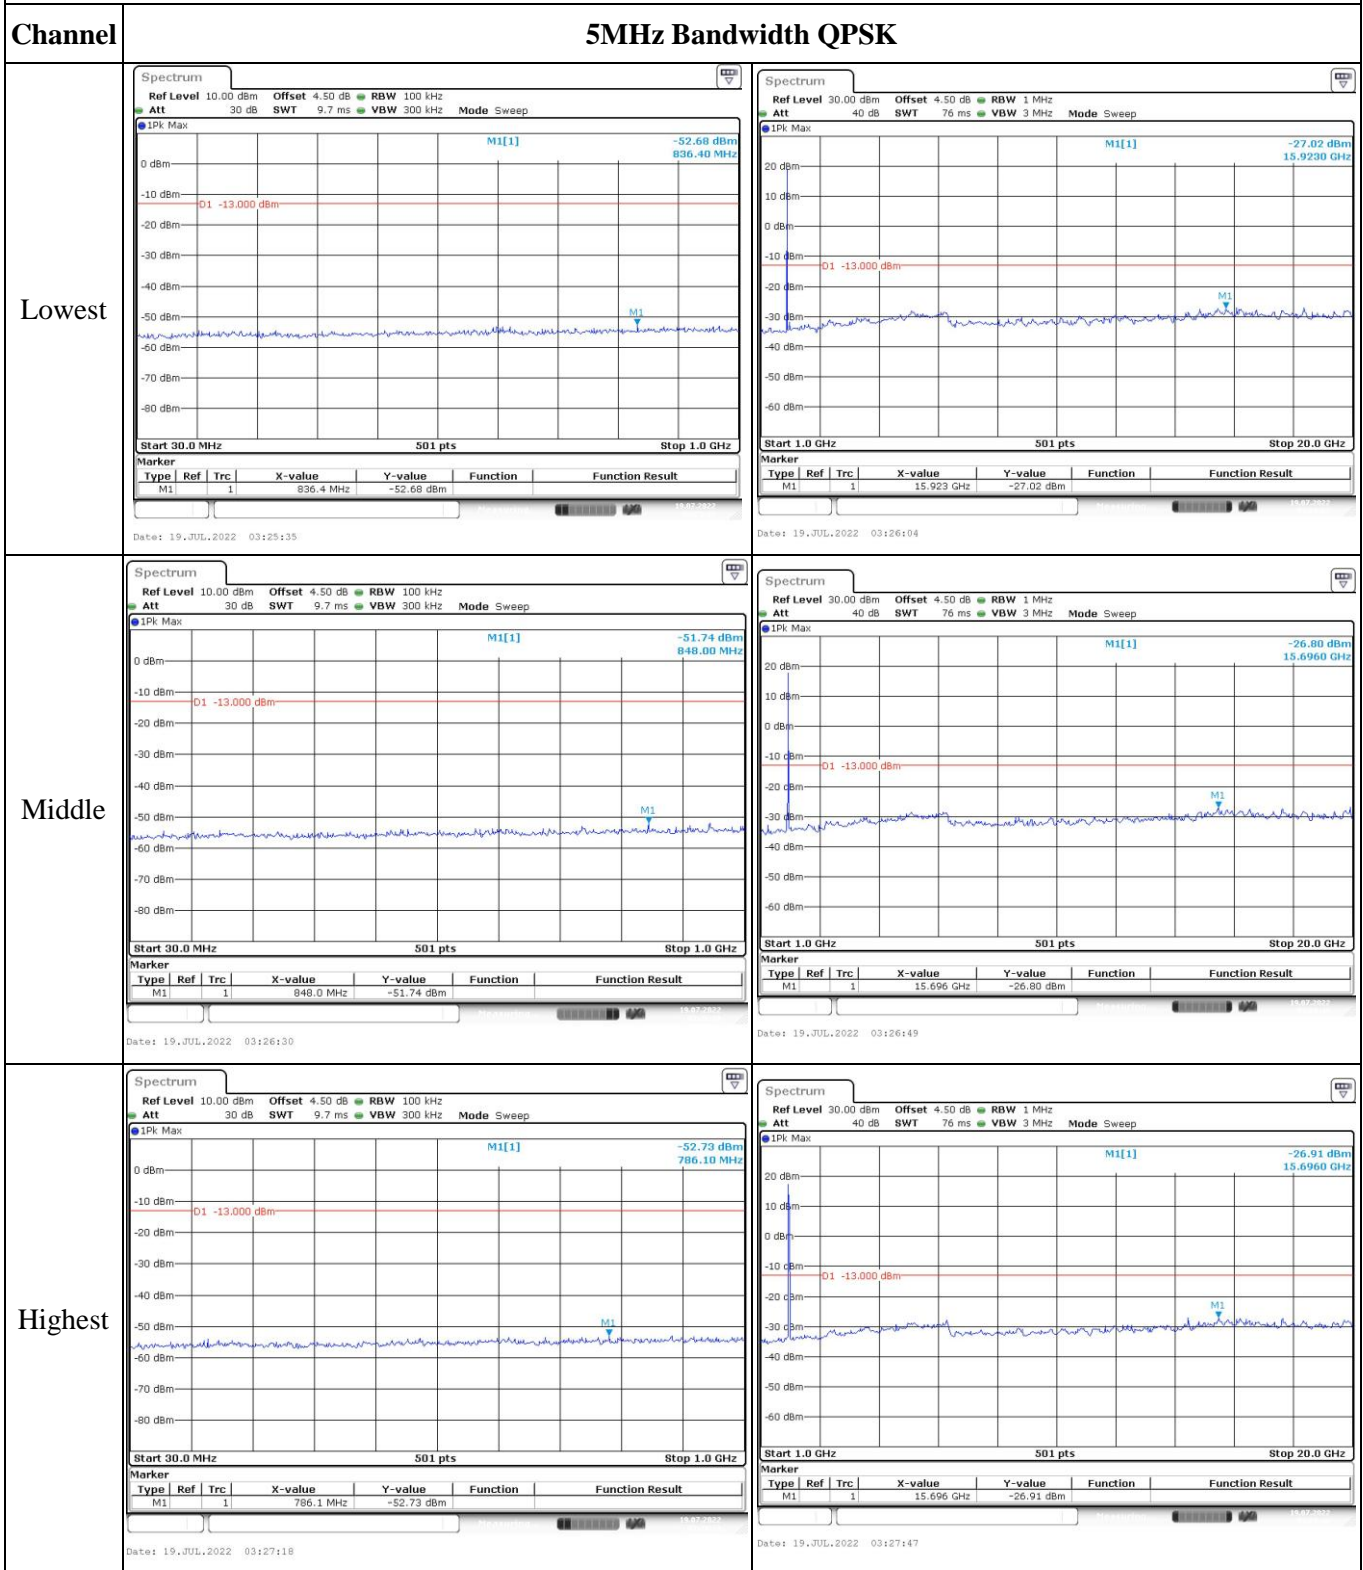 Channel 5MHz Bandwidth QPSK
Lowest
Spectrum
Ref Level 10.00 dBm Offset 4.50 dB RBW 100 kHz
Att 30 dB SWT 9.7 ms VBW 300 kHz Mode Sweep
1Pk Max
M1[1] -52.68 dBm
836.40 MHz
0 dBm
-10 dBm
D1 -13.000 dBm
-20 dBm
-30 dBm
-40 dBm
-50 dBm
M1
-60 dBm
-70 dBm
-80 dBm
Start 30.0 MHz 501 pts Stop 1.0 GHz
Marker
Type Ref Trc X-value Y-value Function Function Result
M1 1 836.4 MHz -52.68 dBm
19.07.2022
Date: 19.JUL.2022 03:25:35
Spectrum
Ref Level 30.00 dBm Offset 4.50 dB RBW 1 MHz
Att 40 dB SWT 76 ms VBW 3 MHz Mode Sweep
1Pk Max
M1[1] -27.02 dBm
15.9230 GHz
20 dBm
10 dBm
0 dBm
-10 dBm
D1 -13.000 dBm
-20 dBm
M1
-30 dBm
-40 dBm
-50 dBm
-60 dBm
Start 1.0 GHz 501 pts Stop 20.0 GHz
Marker
Type Ref Trc X-value Y-value Function Function Result
M1 1 15.923 GHz -27.02 dBm
Date: 19.JUL.2022 03:26:04
Middle
Spectrum
Ref Level 10.00 dBm Offset 4.50 dB RBW 100 kHz
Att 30 dB SWT 9.7 ms VBW 300 kHz Mode Sweep
1Pk Max
M1[1] -51.74 dBm
848.00 MHz
0 dBm
-10 dBm
D1 -13.000 dBm
-20 dBm
-30 dBm
-40 dBm
M1
-50 dBm
-60 dBm
-70 dBm
-80 dBm
Start 30.0 MHz 501 pts Stop 1.0 GHz
Marker
Type Ref Trc X-value Y-value Function Function Result
M1 1 848.0 MHz -51.74 dBm
Date: 19.JUL.2022 03:26:30
Spectrum
Ref Level 30.00 dBm Offset 4.50 dB RBW 1 MHz
Att 40 dB SWT 76 ms VBW 3 MHz Mode Sweep
1Pk Max
M1[1] -26.80 dBm
15.6960 GHz
20 dBm
10 dBm
0 dBm
-10 dBm
D1 -13.000 dBm
-20 dBm
M1
-30 dBm
-40 dBm
-50 dBm
-60 dBm
Start 1.0 GHz 501 pts Stop 20.0 GHz
Marker
Type Ref Trc X-value Y-value Function Function Result
M1 1 15.696 GHz -26.80 dBm
Date: 19.JUL.2022 03:26:49
Highest
Spectrum
Ref Level 10.00 dBm Offset 4.50 dB RBW 100 kHz
Att 30 dB SWT 9.7 ms VBW 300 kHz Mode Sweep
1Pk Max
M1[1] -52.73 dBm
786.10 MHz
0 dBm
-10 dBm
D1 -13.000 dBm
-20 dBm
-30 dBm
-40 dBm
-50 dBm
M1
-60 dBm
-70 dBm
-80 dBm
Start 30.0 MHz 501 pts Stop 1.0 GHz
Marker
Type Ref Trc X-value Y-value Function Function Result
M1 1 786.1 MHz -52.73 dBm
Date: 19.JUL.2022 03:27:18
Spectrum
Ref Level 30.00 dBm Offset 4.50 dB RBW 1 MHz
Att 40 dB SWT 76 ms VBW 3 MHz Mode Sweep
1Pk Max
M1[1] -26.91 dBm
15.6960 GHz
20 dBm
10 dBm
0 dBm
-10 dBm
D1 -13.000 dBm
-20 dBm
M1
-30 dBm
-40 dBm
-50 dBm
-60 dBm
Start 1.0 GHz 501 pts Stop 20.0 GHz
Marker
Type Ref Trc X-value Y-value Function Function Result
M1 1 15.696 GHz -26.91 dBm
Date: 19.JUL.2022 03:27:47